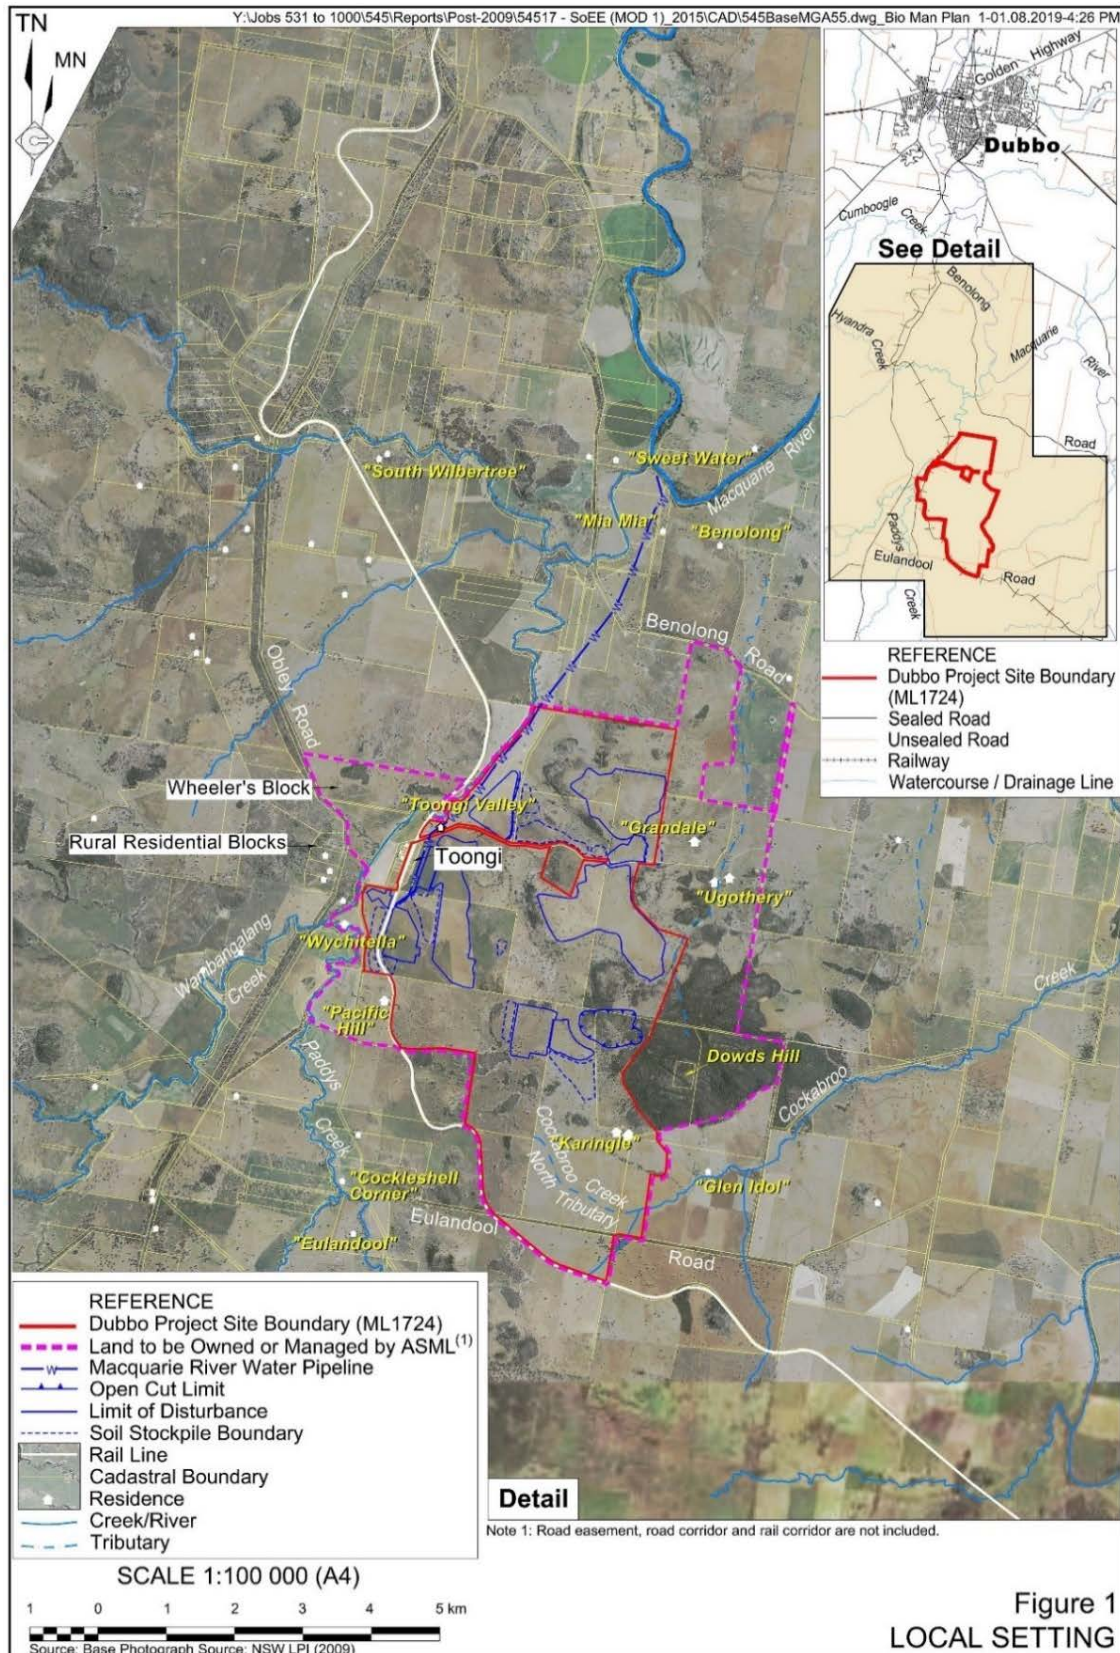 Y:\Jobs 531 to 1000\545\Reports\Post-2009\54517 - SoEE (MOD 1)_2015\CAD\545BaseMGA55.dwg_Bio Man Plan 1-01.08.2019-4:26 PM
TN
MN
Golden Highway
Dubbo
Cumboogle
Creek
See Detail
Benolong
Hyandra
Creek
Macquarie
River
Road
Paddys
Eulandool
Road
Creek
REFERENCE
Dubbo Project Site Boundary
(ML1724)
Sealed Road
Unsealed Road
Railway
Watercourse / Drainage Line
"South Wilbertree"
"Sweet Water"
Macquarie River
"Mia Mia"
"Benolong"
W
W
W
W
W
W
W
Benolong
Road
Obley
Road
Wheeler's Block
"Toongi Valley"
"Grandale"
Rural Residential Blocks
Toongi
"Ugothery"
"Wychitella"
Wambangalang
Creek
"Pacific
Hill"
Creek
Dowds Hill
Cockabroo
Paddys
Creek
"Karingle"
Cockabroo Creek
North Tributary
"Glen Idol"
"Cockleshell
Corner"
Eulandool
Road
"Eulandool"
REFERENCE
Dubbo Project Site Boundary (ML1724)
Land to be Owned or Managed by ASML(1)
W
Macquarie River Water Pipeline
Open Cut Limit
Limit of Disturbance
Soil Stockpile Boundary
Rail Line
Cadastral Boundary
Residence
Creek/River
Tributary
Detail
Note 1: Road easement, road corridor and rail corridor are not included.
SCALE 1:100 000 (A4)
1 0 1 2 3 4 5 km
Source: Base Photograph Source: NSW LPI (2009)
Figure 1
LOCAL SETTING